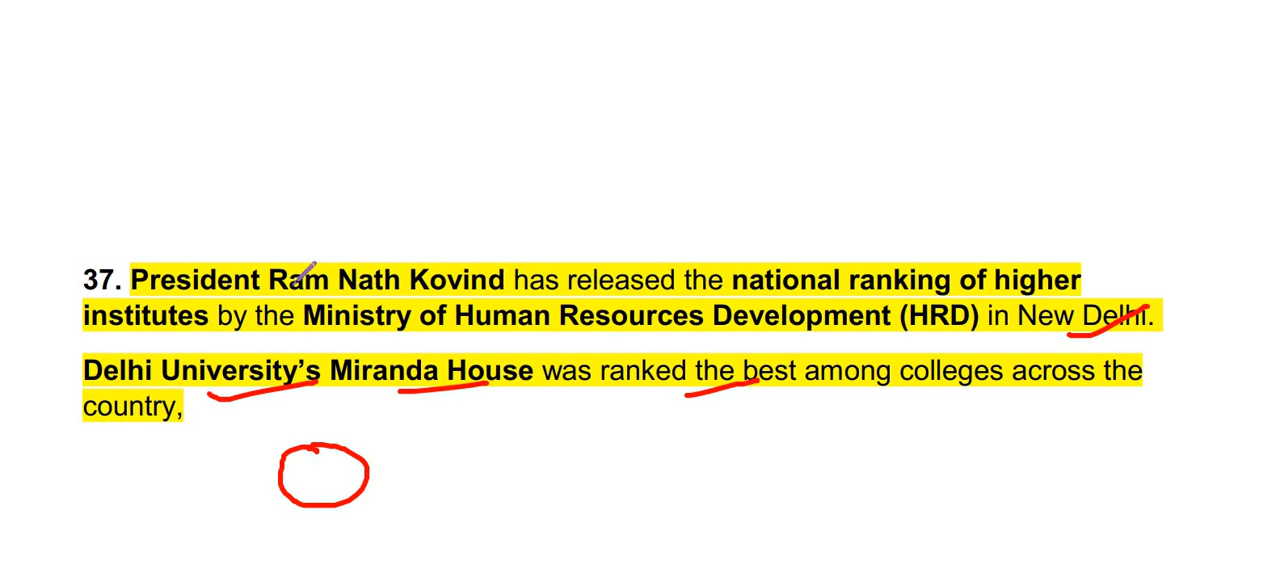 37. President Ram Nath Kovind has released the national ranking of higher
institutes by the Ministry of Human Resources Development (HRD) in New Delhi.
Delhi University’s Miranda House was ranked the best among colleges across the
country,